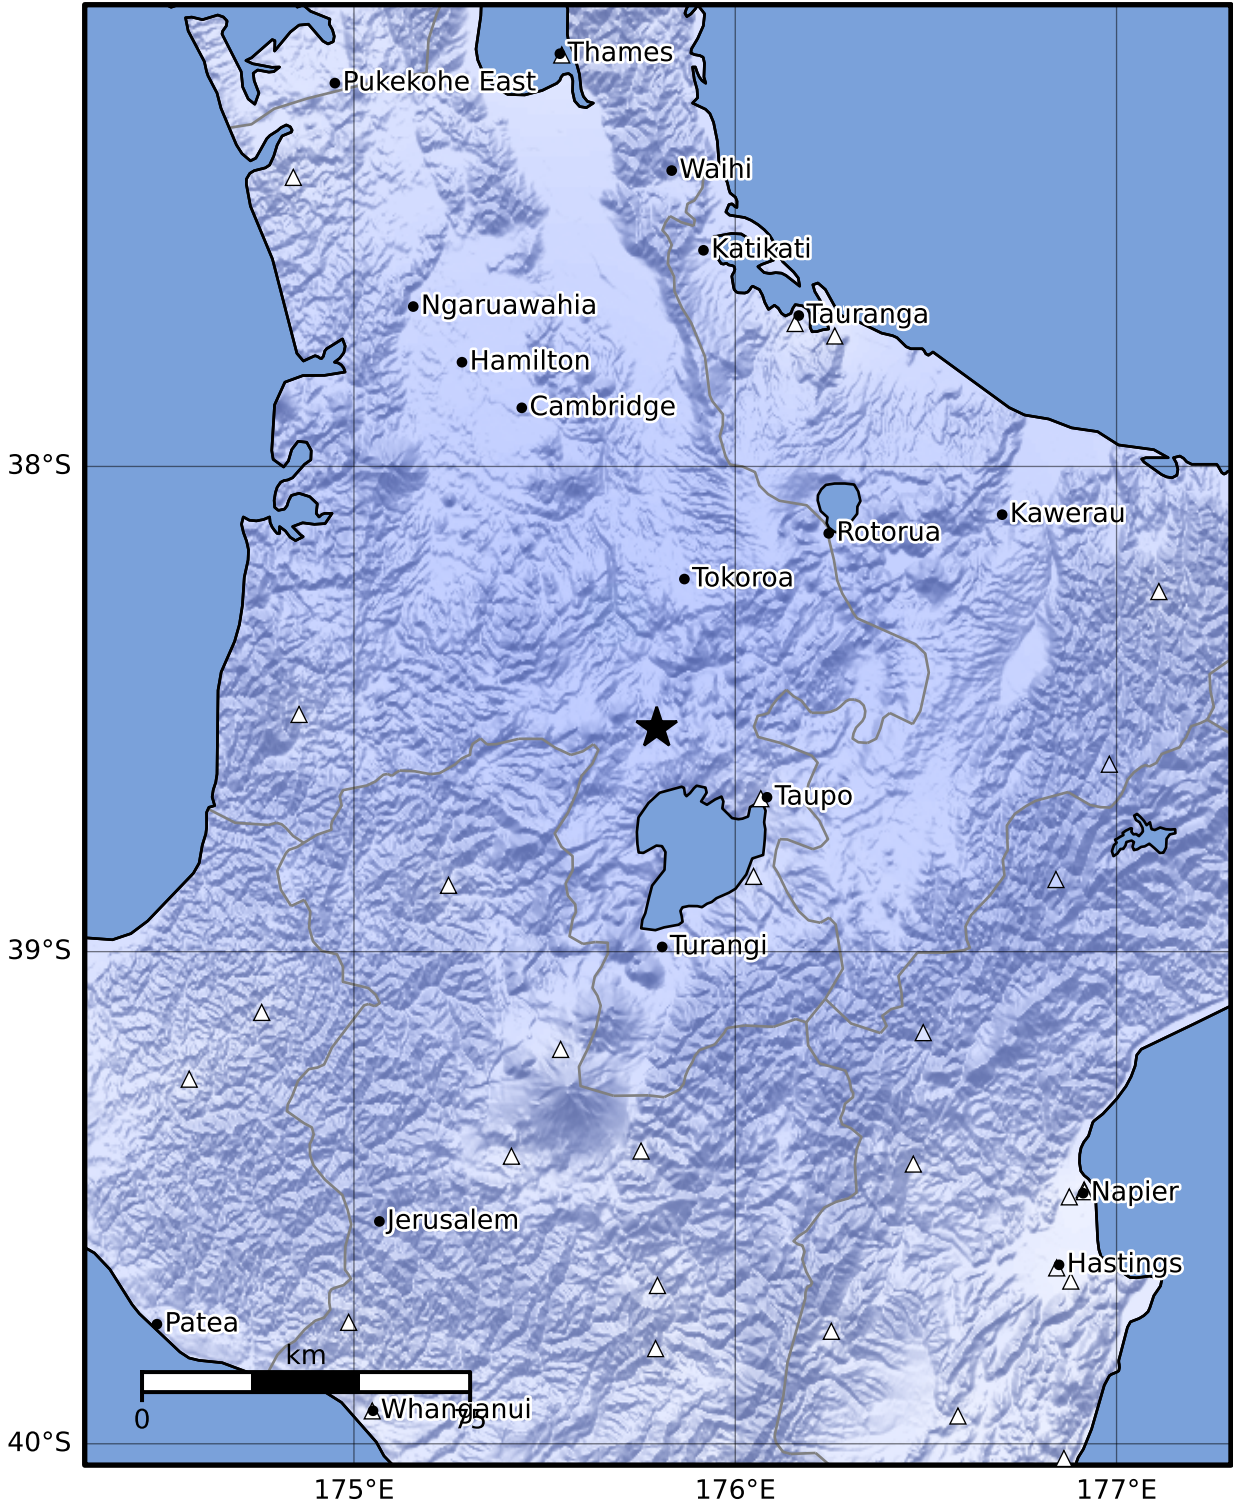 Thames
Pukekohe East
Waihi
Katikati
Ngaruawahia
Tauranga
Hamilton
Cambridge
38°S
Kawerau
Rotorua
Tokoroa
Taupo
Turangi
39°S
Napier
Jerusalem
Hastings
Patea
km
Whanganui
0
75
40°S
175°E
176°E
177°E